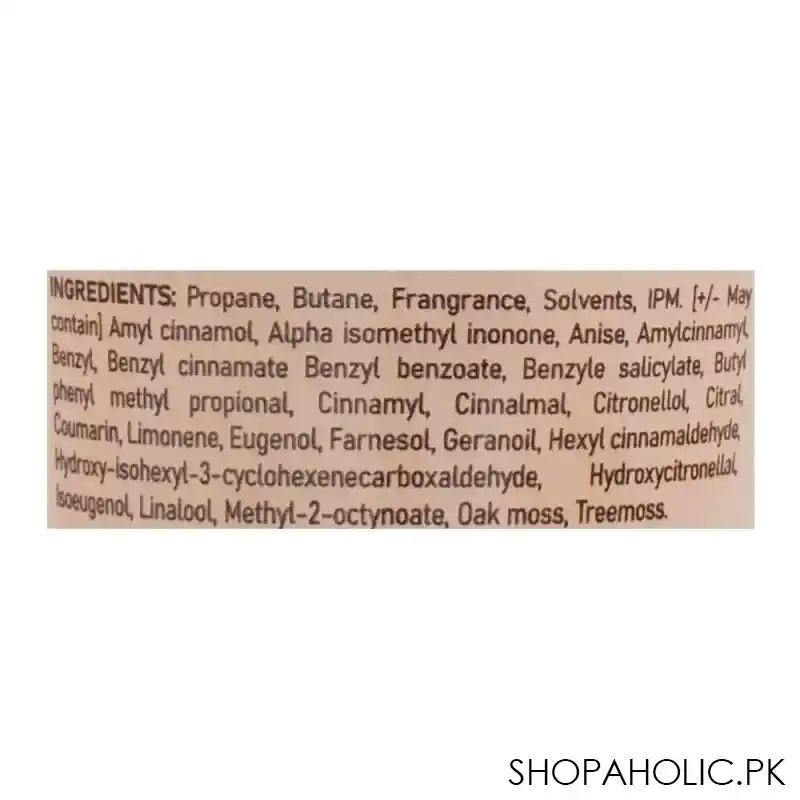 INGREDIENTS: Propane, Butane, Frangrance, Solvents, IPM. [+/- May
contain] Amyl cinnamol, Alpha isomethyl inonone, Anise, Amylcinnamyl,
Benzyl, Benzyl cinnamate Benzyl benzoate, Benzyle salicylate, Butyl
phenyl methyl propional, Cinnamyl, Cinnalmal, Citronellol, Citral,
Coumarin, Limonene, Eugenol, Farnesol, Geranoil, Hexyl cinnamaldehyde,
Hydroxy-isohexyl-3-cyclohexenecarboxaldehyde, Hydroxycitronellal,
Isoeugenol, Linalool, Methyl-2-octynoate, Oak moss, Treemoss.
SHOPAHOLIC.PK